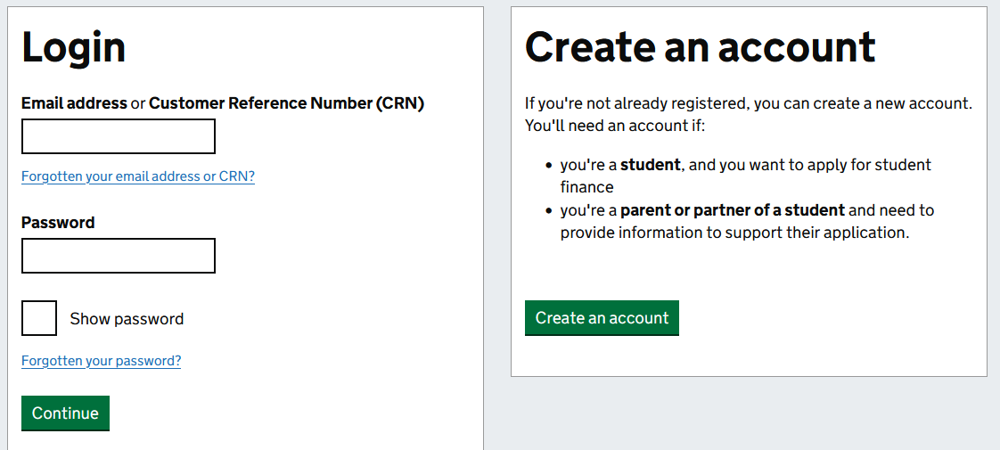 Login
Email address or Customer Reference Number (CRN)
Forgotten your email address or CRN?
Password
Show password
Forgotten your password?
Continue
Create an account
If you're not already registered, you can create a new account.
You'll need an account if:
• you're a student, and you want to apply for student
finance
• you're a parent or partner of a student and need to
provide information to support their application.
Create an account